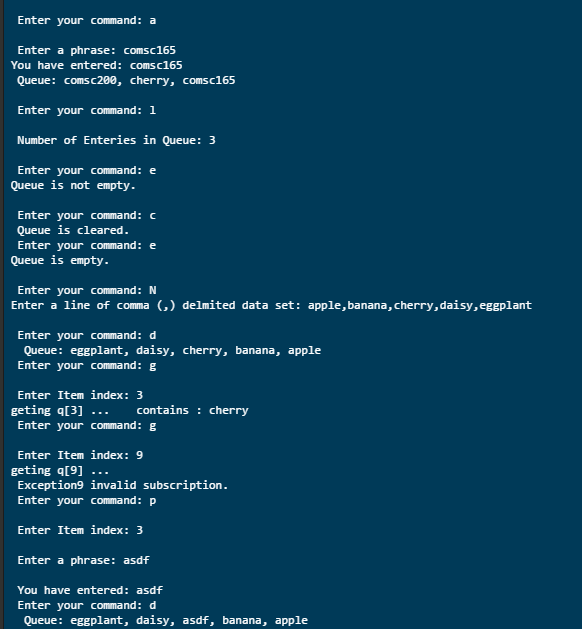 Enter your command: a
Enter a phrase: comsc165
You have entered: comsc165
Queue: comsc200, cherry, comsc165
Enter your command: l
Number of Enteries in Queue: 3
Enter your command: e
Queue is not empty.
Enter your command: c
Queue is cleared.
Enter your command: e
Queue is empty.
Enter your command: N
Enter a line of comma (,) delmited data set: apple,banana,cherry,daisy,eggplant
Enter your command: d
Queue: eggplant, daisy, cherry, banana, apple
Enter your command: g
Enter Item index: 3
geting q[3] ...    contains : cherry
Enter your command: g
Enter Item index: 9
geting q[9] ...
Exception9 invalid subscription.
Enter your command: p
Enter Item index: 3
Enter a phrase: asdf
You have entered: asdf
Enter your command: d
Queue: eggplant, daisy, asdf, banana, apple